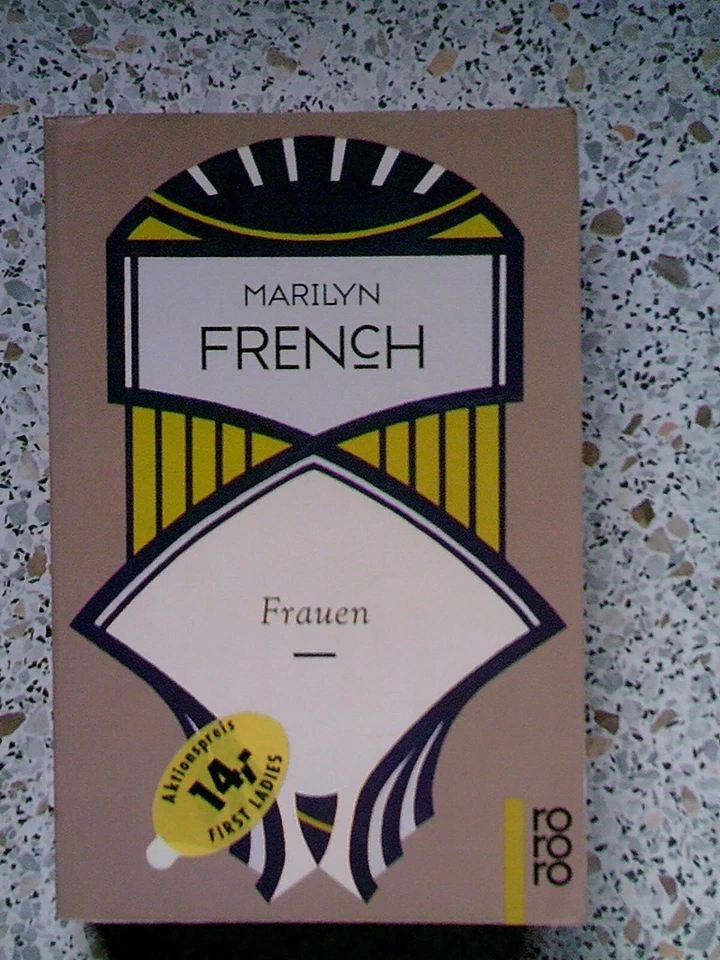 MARILYN
FRENCH
Frauen
Aktionspreis
14,-
FIRST LADIES
ro
ro
ro